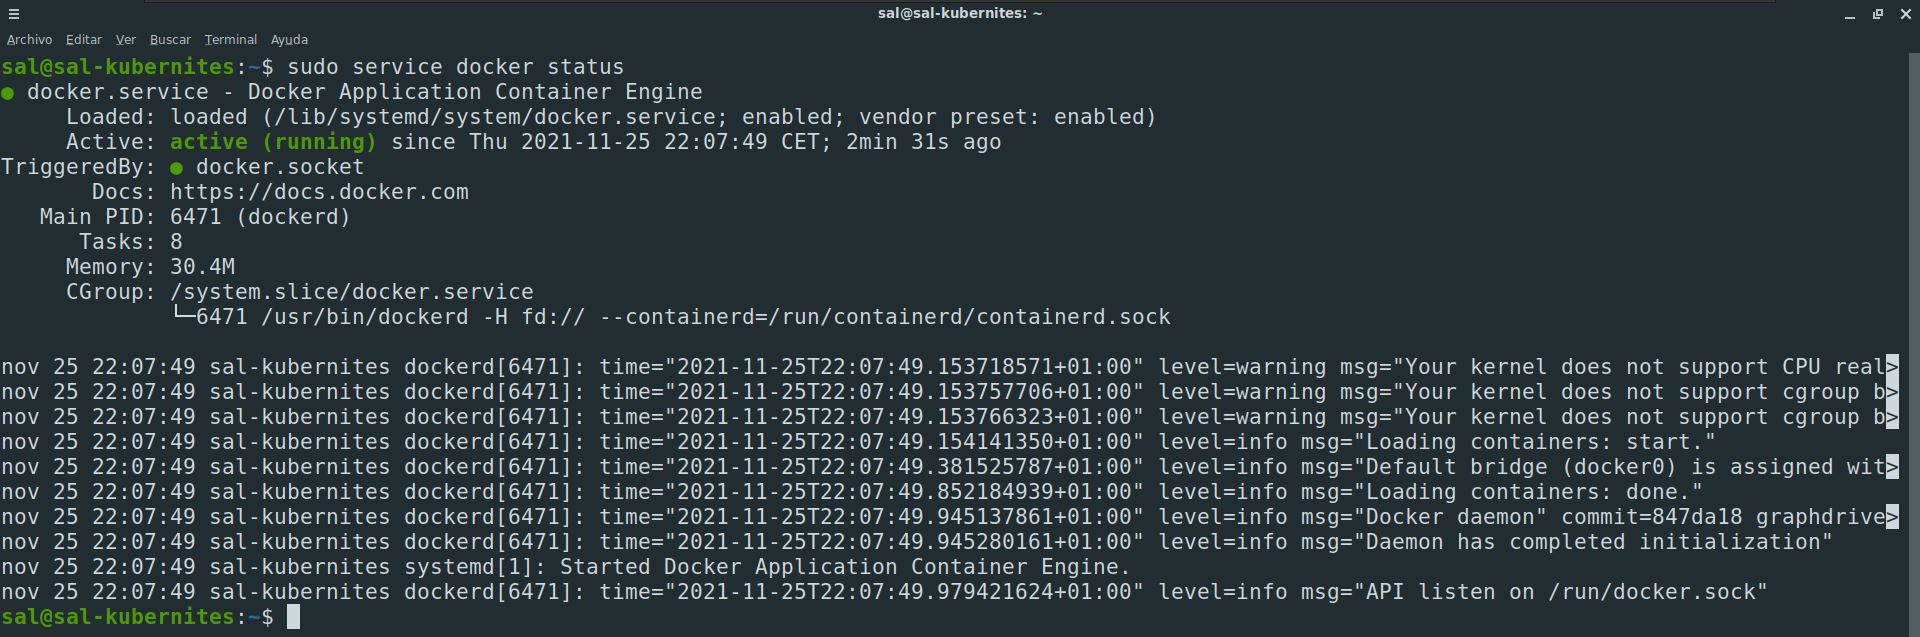 sal@sal-kubernites: ~
Archivo Editar Ver Buscar Terminal Ayuda
sal@sal-kubernites:~$ sudo service docker status
● docker.service - Docker Application Container Engine
Loaded: loaded (/lib/systemd/system/docker.service; enabled; vendor preset: enabled)
Active: active (running) since Thu 2021-11-25 22:07:49 CET; 2min 31s ago
TriggeredBy: ● docker.socket
Docs: https://docs.docker.com
Main PID: 6471 (dockerd)
Tasks: 8
Memory: 30.4M
CGroup: /system.slice/docker.service
└─6471 /usr/bin/dockerd -H fd:// --containerd=/run/containerd/containerd.sock
nov 25 22:07:49 sal-kubernites dockerd[6471]: time="2021-11-25T22:07:49.153718571+01:00" level=warning msg="Your kernel does not support CPU real>
nov 25 22:07:49 sal-kubernites dockerd[6471]: time="2021-11-25T22:07:49.153757706+01:00" level=warning msg="Your kernel does not support cgroup b>
nov 25 22:07:49 sal-kubernites dockerd[6471]: time="2021-11-25T22:07:49.153766323+01:00" level=warning msg="Your kernel does not support cgroup b>
nov 25 22:07:49 sal-kubernites dockerd[6471]: time="2021-11-25T22:07:49.154141350+01:00" level=info msg="Loading containers: start."
nov 25 22:07:49 sal-kubernites dockerd[6471]: time="2021-11-25T22:07:49.381525787+01:00" level=info msg="Default bridge (docker0) is assigned wit>
nov 25 22:07:49 sal-kubernites dockerd[6471]: time="2021-11-25T22:07:49.852184939+01:00" level=info msg="Loading containers: done."
nov 25 22:07:49 sal-kubernites dockerd[6471]: time="2021-11-25T22:07:49.945137861+01:00" level=info msg="Docker daemon" commit=847da18 graphdrive>
nov 25 22:07:49 sal-kubernites dockerd[6471]: time="2021-11-25T22:07:49.945280161+01:00" level=info msg="Daemon has completed initialization"
nov 25 22:07:49 sal-kubernites systemd[1]: Started Docker Application Container Engine.
nov 25 22:07:49 sal-kubernites dockerd[6471]: time="2021-11-25T22:07:49.979421624+01:00" level=info msg="API listen on /run/docker.sock"
sal@sal-kubernites:~$